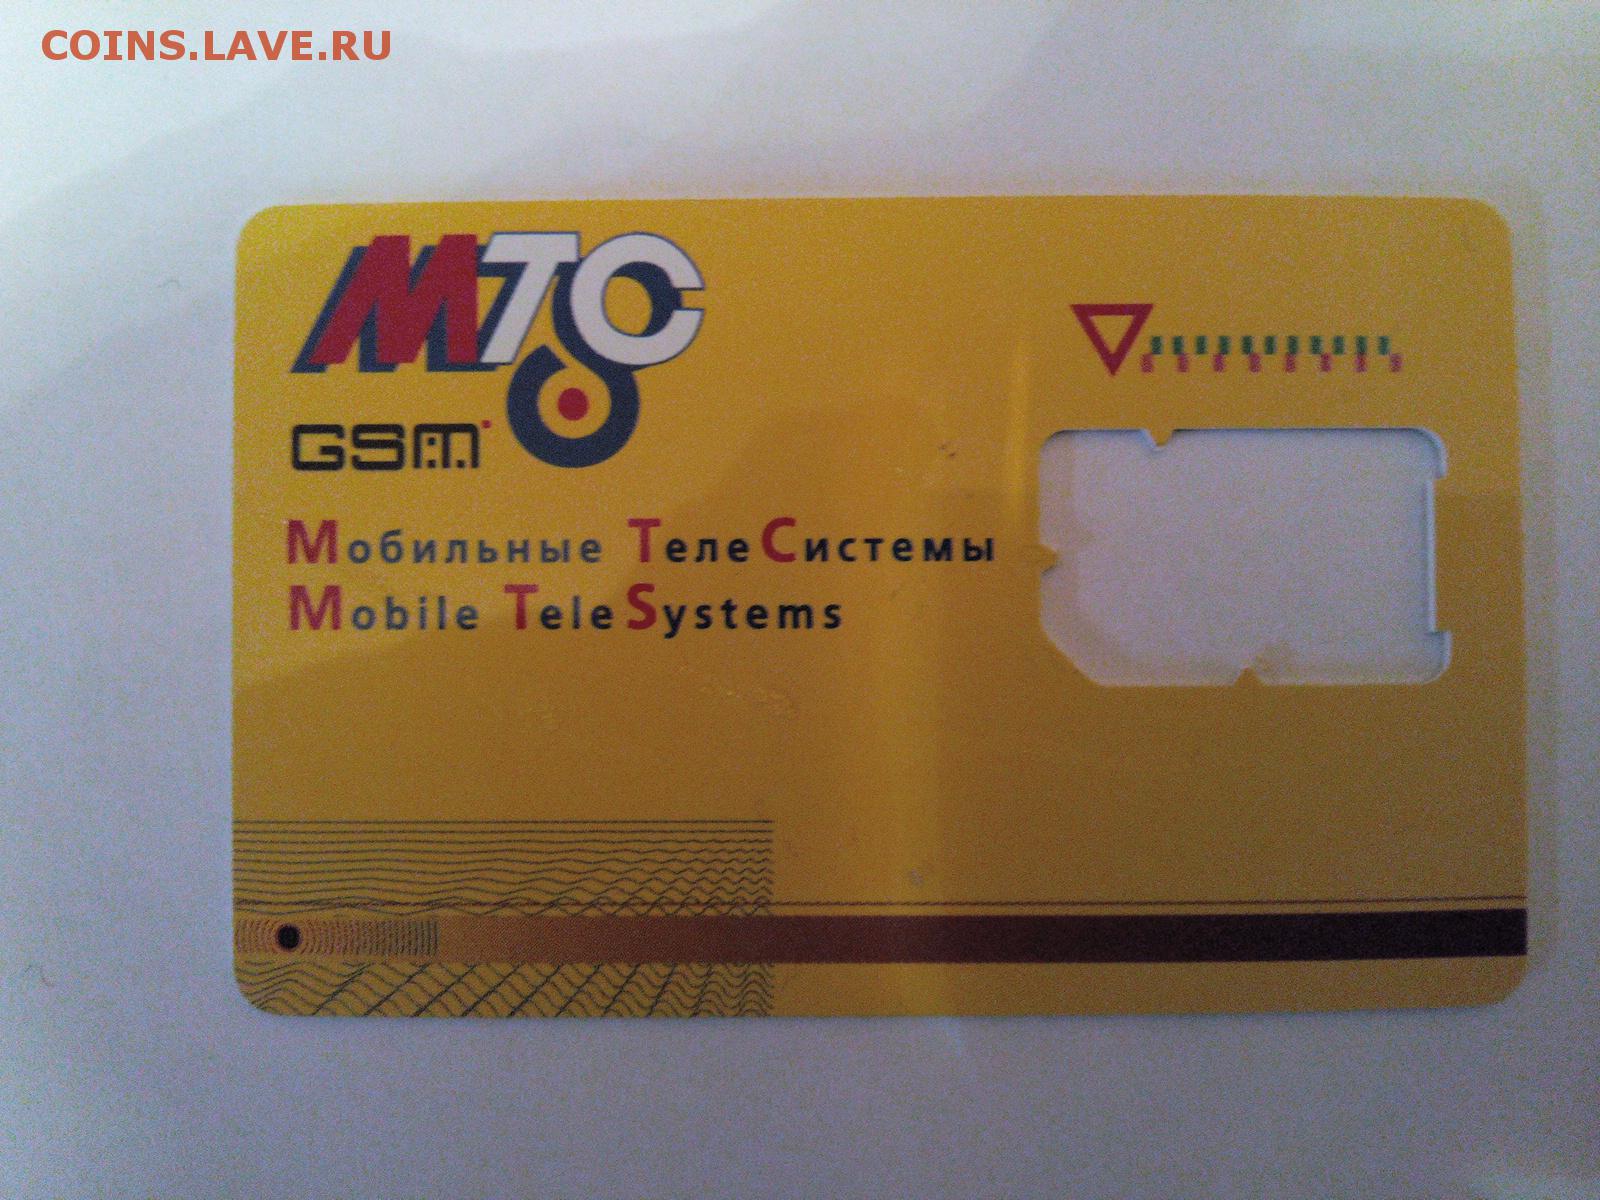 COINS.LAVE.RU
МТС
GSM
Мобильные ТелеСистемы
Mobile TeleSystems